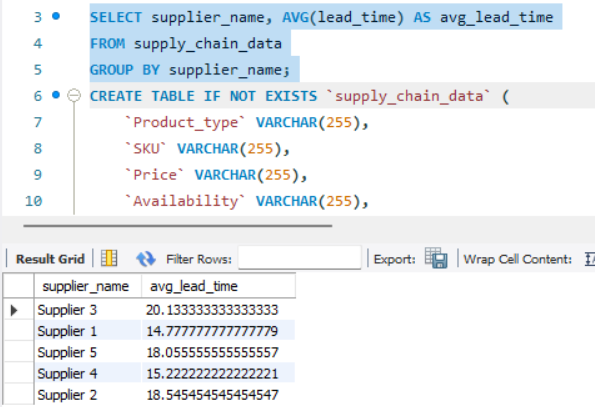 3 SELECT supplier_name, AVG(lead_time) AS avg_lead_time
4 FROM supply_chain_data
5 GROUP BY supplier_name;
6 CREATE TABLE IF NOT EXISTS `supply_chain_data` (
7 `Product_type` VARCHAR(255),
8 `SKU` VARCHAR(255),
9 `Price` VARCHAR(255),
10 `Availability` VARCHAR(255),
Result Grid Filter Rows: Export: Wrap Cell Content:
supplier_name avg_lead_time
Supplier 3 20.133333333333333
Supplier 1 14.777777777777779
Supplier 5 18.055555555555557
Supplier 4 15.222222222222221
Supplier 2 18.545454545454547